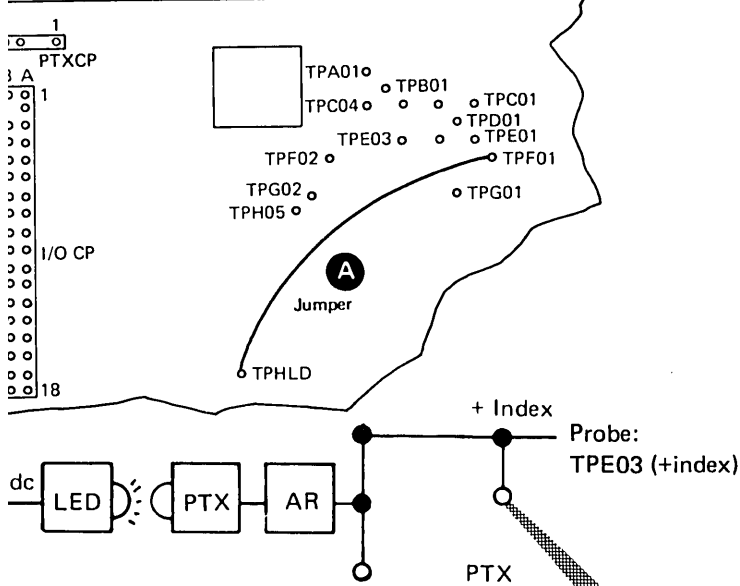 1
PTXCP
B A
1
TPA01
TPB01
TPC04
TPC01
TPD01
TPE03
TPE01
TPF02
TPF01
TPG02
TPG01
TPH05
I/O CP
A
Jumper
TPHLD
18
+ Index
Probe:
TPE03 (+index)
dc
LED
PTX
AR
PTX